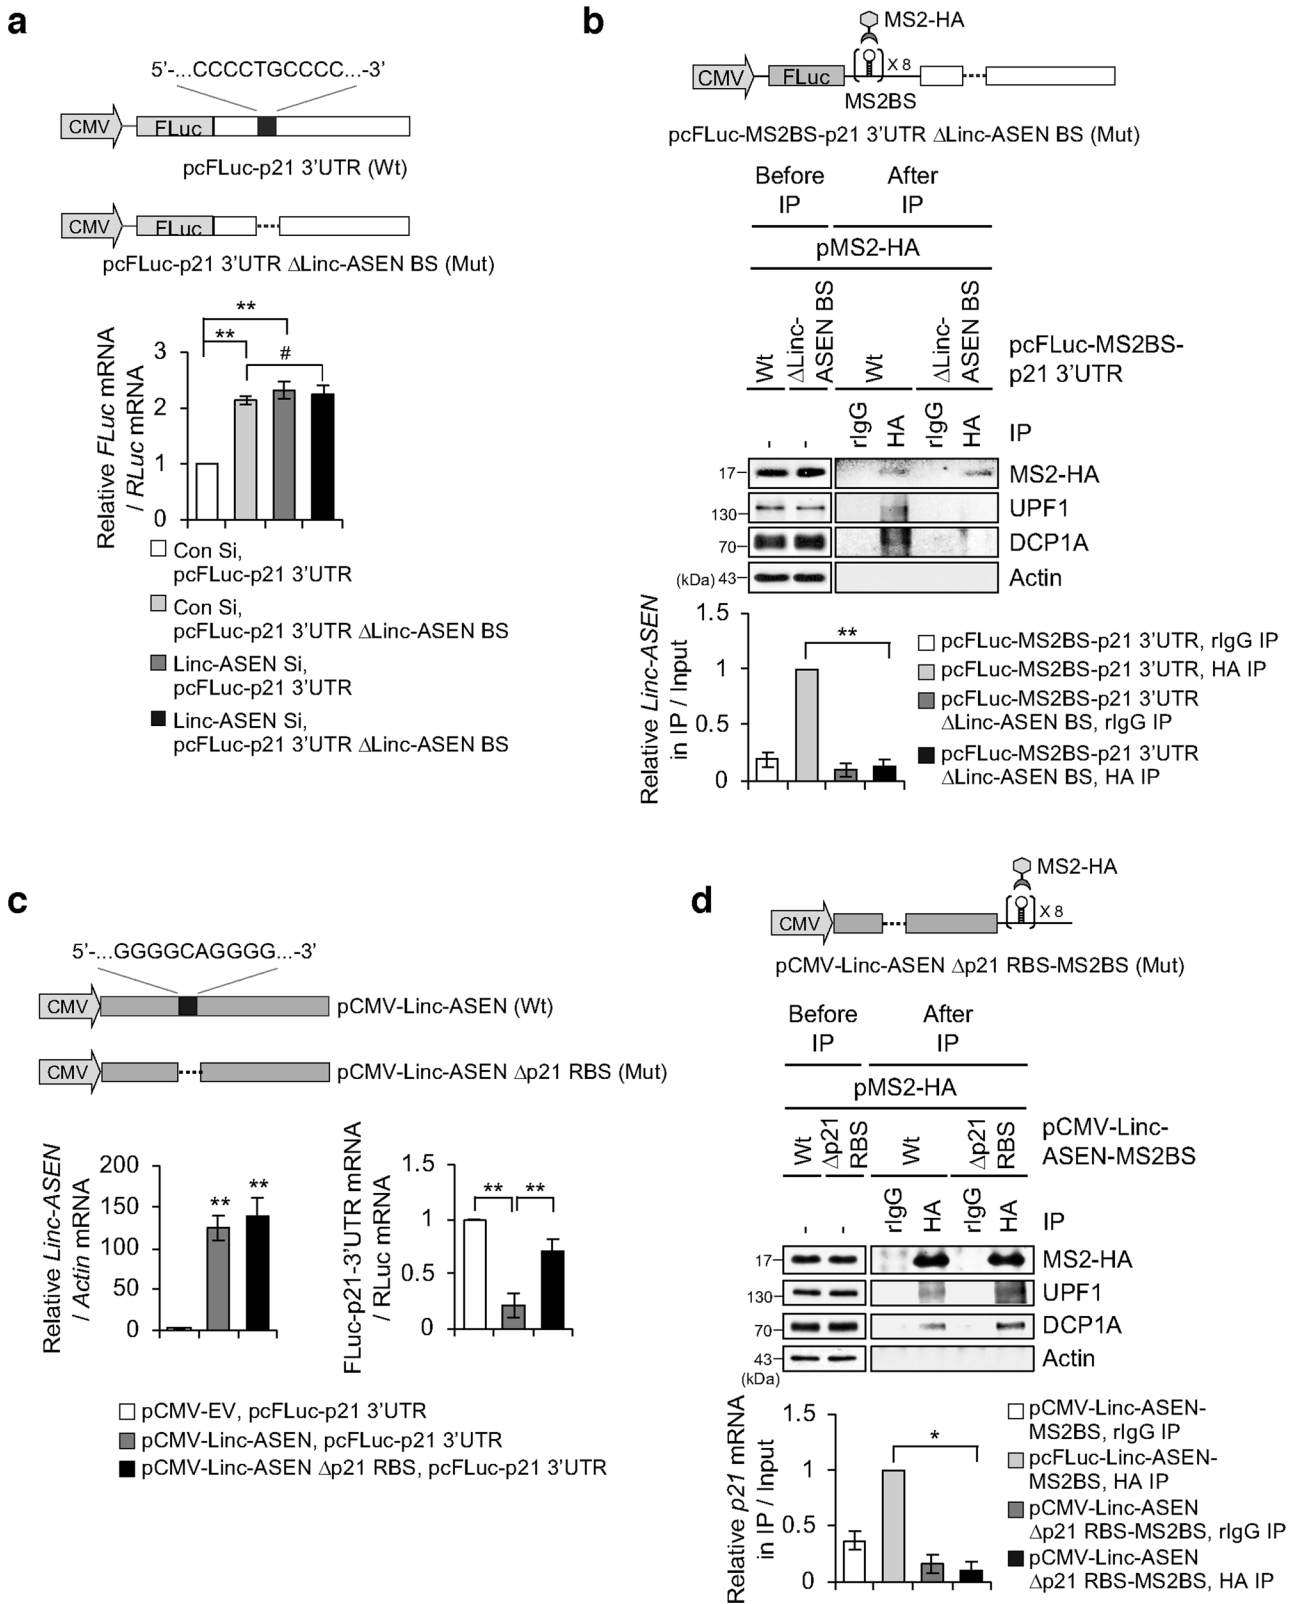 a
5’-...CCCCTGCCCC...-3’
CMV
FLuc
pcFLuc-p21 3’UTR (Wt)
CMV
FLuc
pcFLuc-p21 3’UTR ΔLinc-ASEN BS (Mut)
Relative FLuc mRNA
/ RLuc mRNA
3
2
1
0
**
**
#
Con Si,
pcFLuc-p21 3’UTR
Con Si,
pcFLuc-p21 3’UTR ΔLinc-ASEN BS
Linc-ASEN Si,
pcFLuc-p21 3’UTR
Linc-ASEN Si,
pcFLuc-p21 3’UTR ΔLinc-ASEN BS
b
MS2-HA
CMV
FLuc
X 8
MS2BS
pcFLuc-MS2BS-p21 3’UTR ΔLinc-ASEN BS (Mut)
Before
IP
After
IP
pMS2-HA
Wt
ΔLinc-
ASEN BS
Wt
ΔLinc-
ASEN BS
pcFLuc-MS2BS-
p21 3’UTR
-
-
rIgG
HA
rIgG
HA
IP
17
MS2-HA
130
UPF1
70
DCP1A
(kDa) 43
Actin
Relative Linc-ASEN
in IP / Input
1.5
1
0.5
0
**
pcFLuc-MS2BS-p21 3’UTR, rIgG IP
pcFLuc-MS2BS-p21 3’UTR, HA IP
pcFLuc-MS2BS-p21 3’UTR
ΔLinc-ASEN BS, rIgG IP
pcFLuc-MS2BS-p21 3’UTR
ΔLinc-ASEN BS, HA IP
c
5’-...GGGGCAGGGG...-3’
CMV
pCMV-Linc-ASEN (Wt)
CMV
pCMV-Linc-ASEN Δp21 RBS (Mut)
Relative Linc-ASEN
/ Actin mRNA
200
150
100
50
0
**
**
FLuc-p21-3’UTR mRNA
/ RLuc mRNA
1.5
1
0.5
0
**
**
pCMV-EV, pcFLuc-p21 3’UTR
pCMV-Linc-ASEN, pcFLuc-p21 3’UTR
pCMV-Linc-ASEN Δp21 RBS, pcFLuc-p21 3’UTR
d
MS2-HA
CMV
X 8
pCMV-Linc-ASEN Δp21 RBS-MS2BS (Mut)
Before
IP
After
IP
pMS2-HA
Wt
Δp21
RBS
Wt
Δp21
RBS
pCMV-Linc-
ASEN-MS2BS
-
-
rIgG
HA
rIgG
HA
IP
17
MS2-HA
130
UPF1
70
DCP1A
43
(kDa)
Actin
Relative p21 mRNA
in IP / Input
1.5
1
0.5
0
*
pCMV-Linc-ASEN-
MS2BS, rIgG IP
pcFLuc-Linc-ASEN-
MS2BS, HA IP
pCMV-Linc-ASEN
Δp21 RBS-MS2BS, rIgG IP
pCMV-Linc-ASEN
Δp21 RBS-MS2BS, HA IP